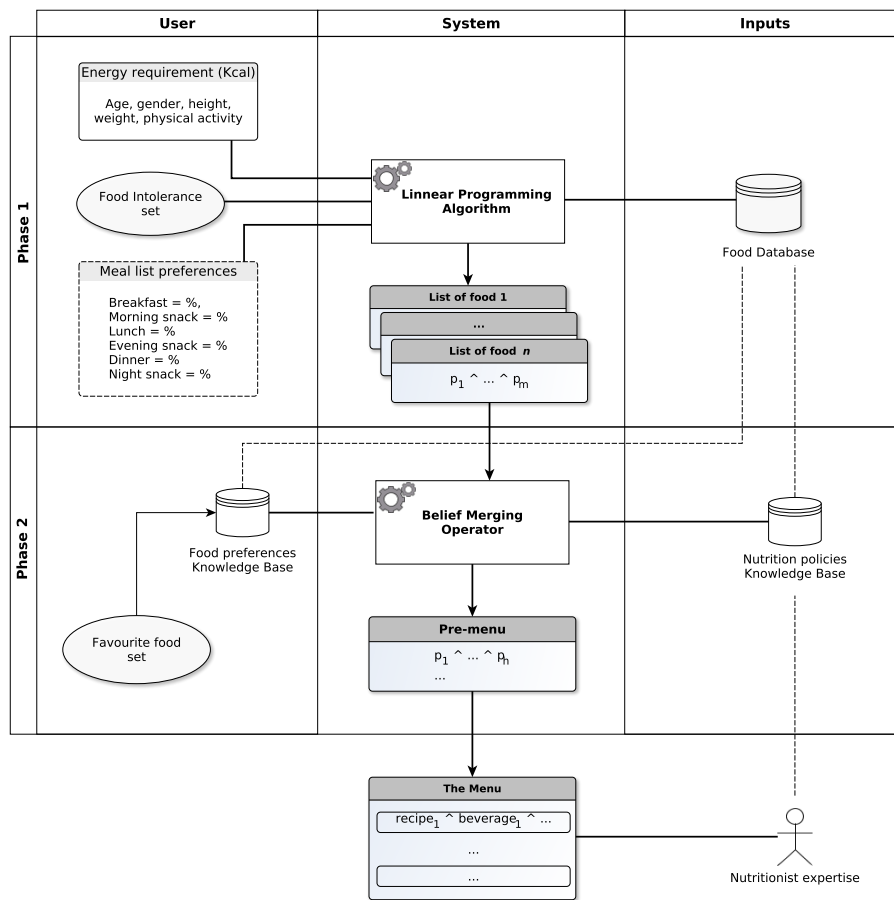 User
System
Inputs
Phase 1
Energy requirement (Kcal)
Age, gender, height,
weight, physical activity
Food Intolerance
set
Meal list preferences
Breakfast = %,
Morning snack = %
Lunch = %
Evening snack = %
Dinner = %
Night snack = %
Linnear Programming
Algorithm
List of food 1
...
List of food n
p1 ^ ... ^ pm
Food Database
Phase 2
Food preferences
Knowledge Base
Favourite food
set
Belief Merging
Operator
Pre-menu
p1 ^ ... ^ pn
...
Nutrition policies
Knowledge Base
The Menu
recipe1 ^ beverage1 ^ ...
...
...
Nutritionist expertise